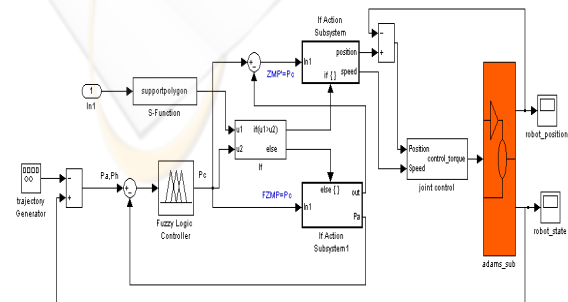 If Action
Subsystem
position
In1
speed
if { }
ZMP=Pc
1
In1
supportpolygon
S-Function
u1
if(u1>u2)
u2
else
If
Position
Speed
control_torque
joint control
robot_position
trajectory
Generator
Pa,Ph
Pc
Fuzzy Logic
Controller
FZMP=Pc
else { }
In1
out
Pa
If Action
Subsystem1
adams_sub
robot_state